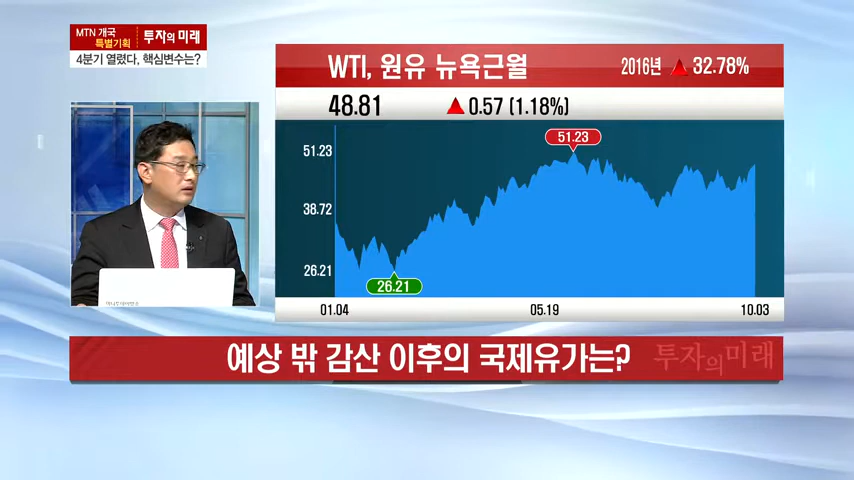 MTN 개국
특별기획
투자의 미래
4분기 열렸다, 핵심변수는?
WTI, 원유 뉴욕근월
2016년 ▲ 32.78%
48.81 ▲ 0.57 (1.18%)
51.23
51.23
38.72
26.21
26.21
01.04 05.19 10.03
예상 밖 감산 이후의 국제유가는?
투자의미래